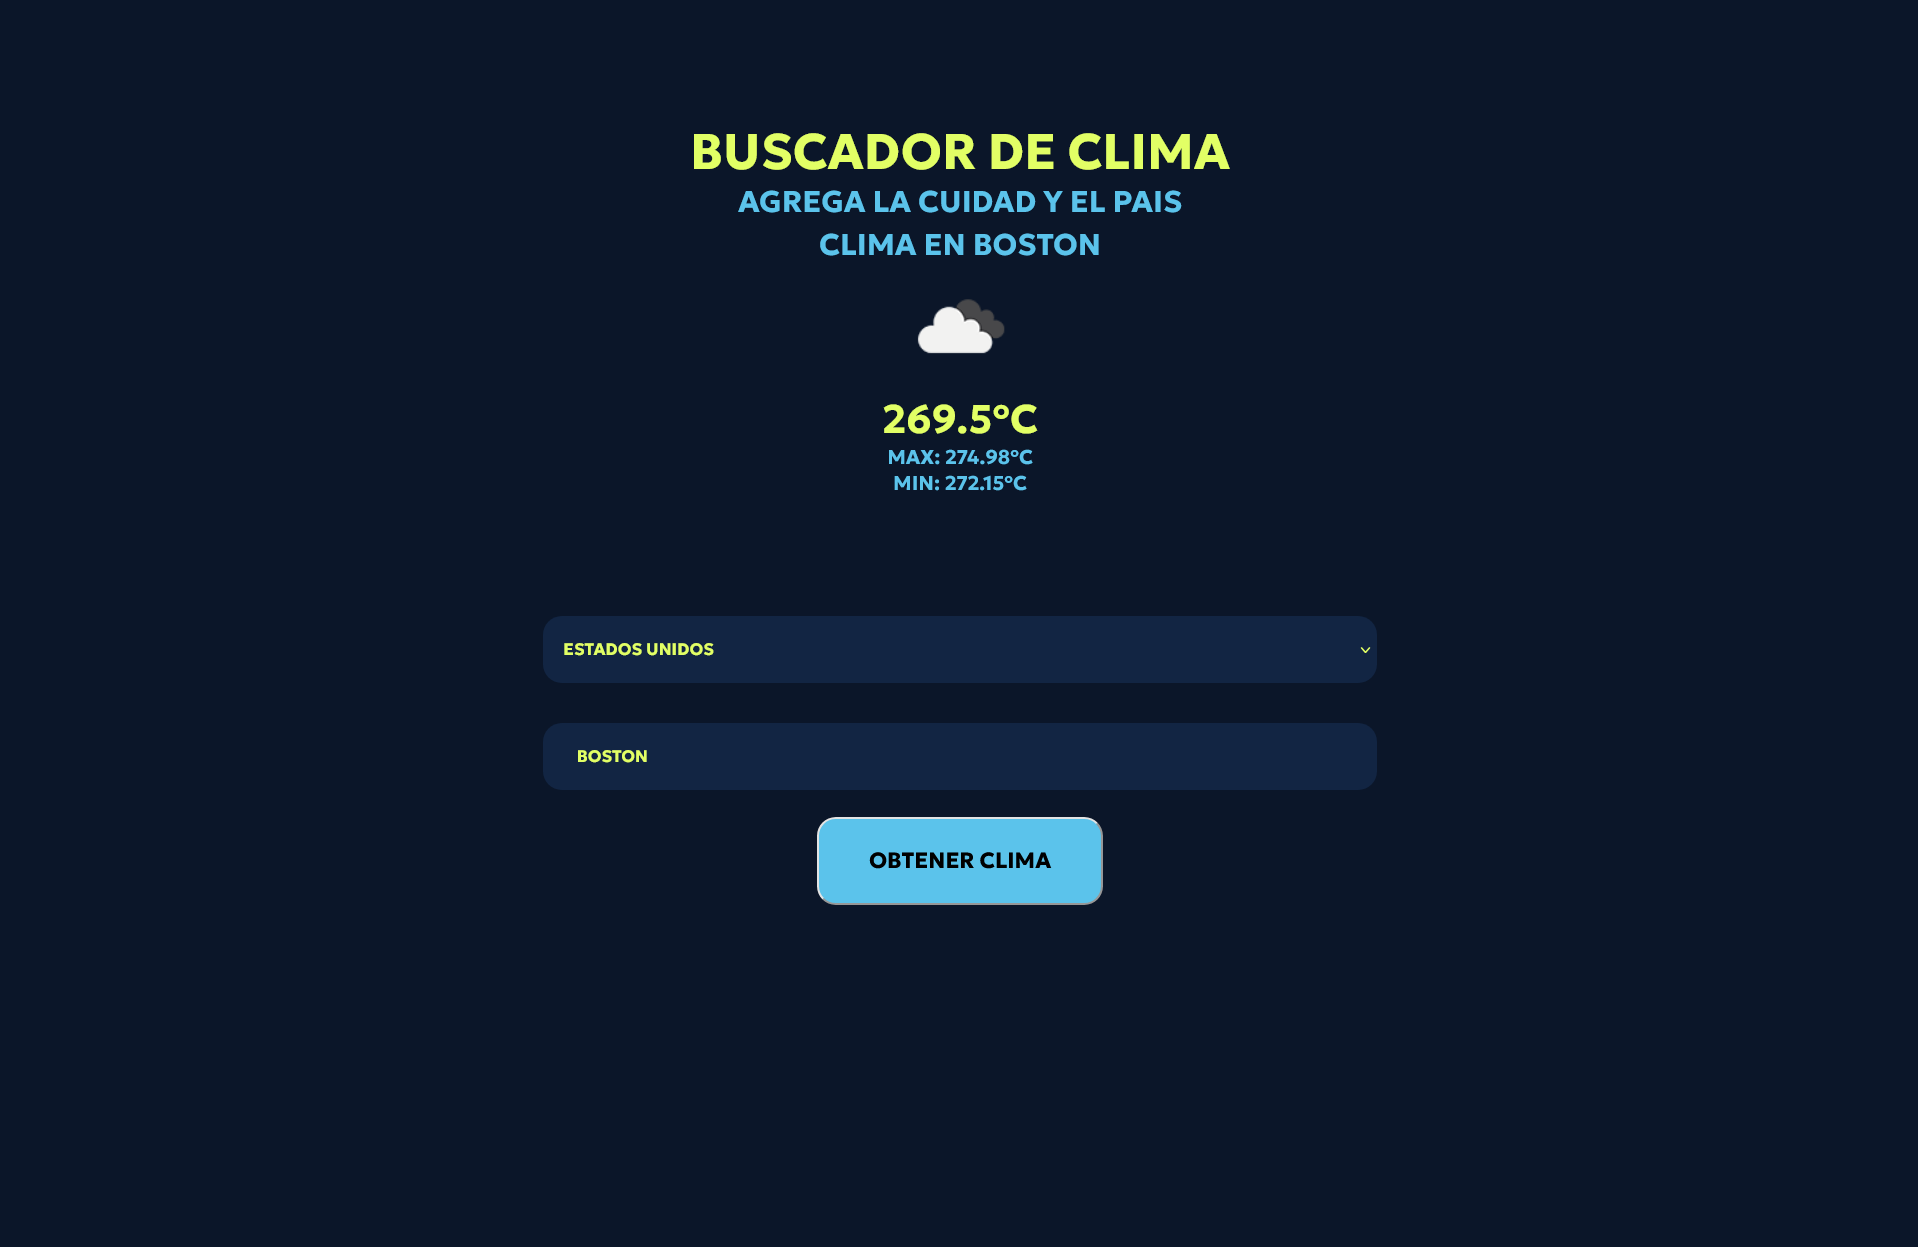 BUSCADOR DE CLIMA
AGREGA LA CUIDAD Y EL PAIS
CLIMA EN BOSTON
269.5°C
MAX: 274.98°C
MIN: 272.15°C
ESTADOS UNIDOS
BOSTON
OBTENER CLIMA